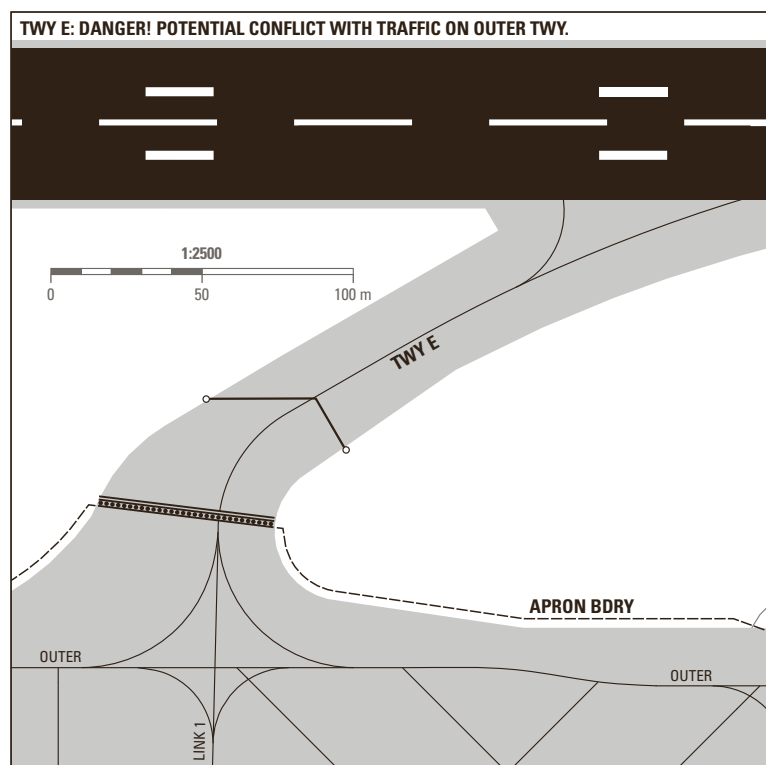 TWY E: DANGER! POTENTIAL CONFLICT WITH TRAFFIC ON OUTER TWY.
1:2500
0 50 100 m
TWY E
APRON BDRY
OUTER
OUTER
LINK 1